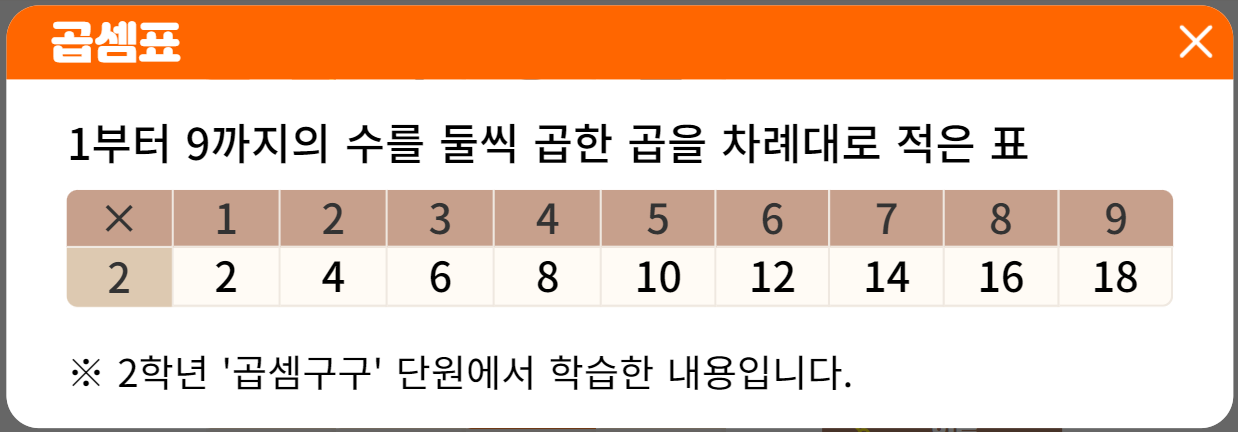 곱셈표
1부터 9까지의 수를 둘씩 곱한 곱을 차례대로 적은 표
× 1 2 3 4 5 6 7 8 9
2 2 4 6 8 10 12 14 16 18
※ 2학년 '곱셈구구' 단원에서 학습한 내용입니다.